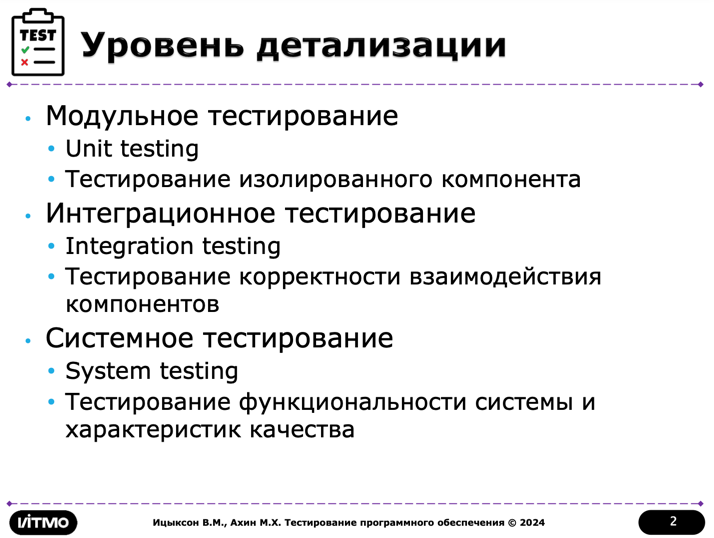 TEST
Уровень детализации
• Модульное тестирование
• Unit testing
• Тестирование изолированного компонента
• Интеграционное тестирование
• Integration testing
• Тестирование корректности взаимодействия
компонентов
• Системное тестирование
• System testing
• Тестирование функциональности системы и
характеристик качества
ИTMO
Ицыксон В.М., Ахин М.Х. Тестирование программного обеспечения © 2024
2